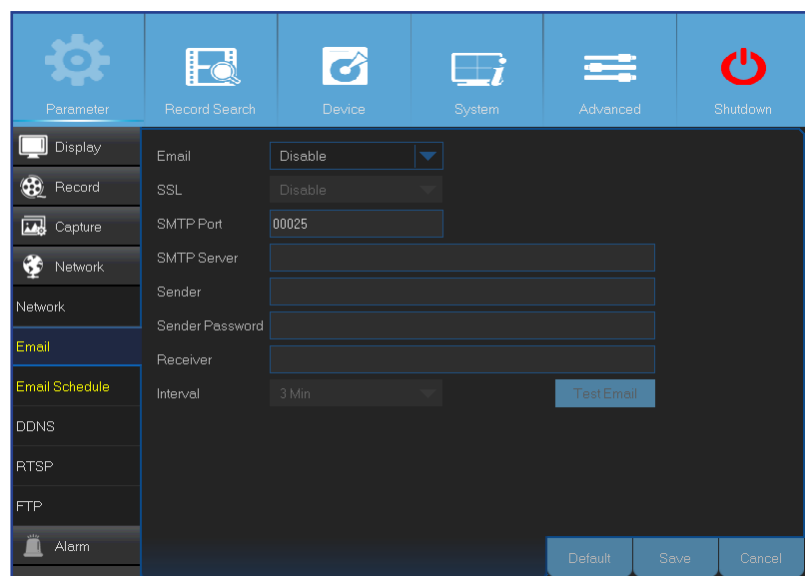 Parameter
Record Search
Device
System
Advanced
Shutdown
Display
Record
Capture
Network
Network
Email
Email Schedule
DDNS
RTSP
FTP
Alarm
Email Disable
SSL Disable
SMTP Port 00025
SMTP Server
Sender
Sender Password
Receiver
Interval 3 Min Test Email
Default Save Cancel